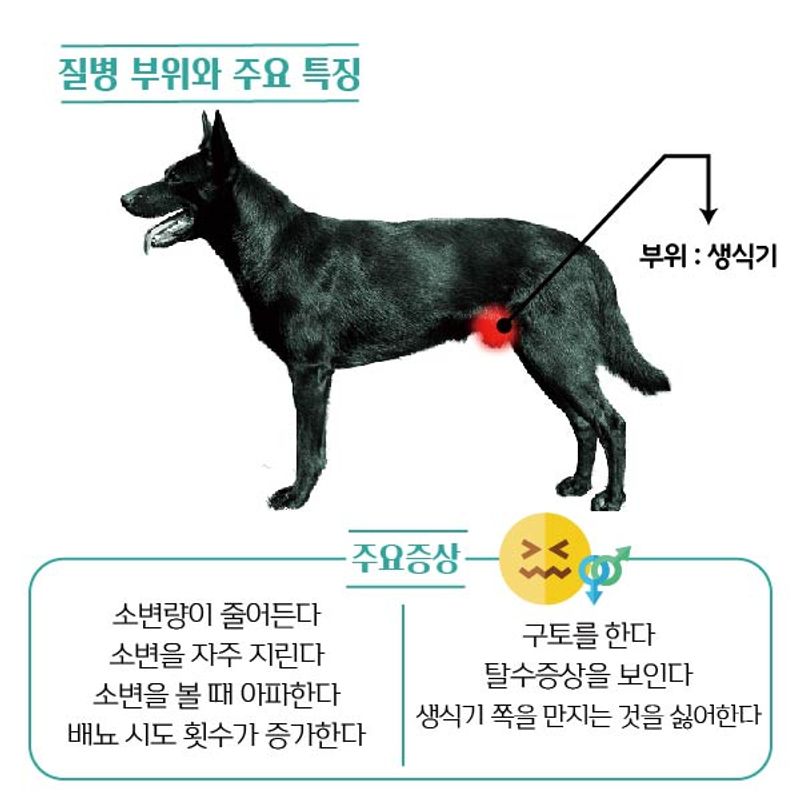 질병 부위와 주요 특징
부위 : 생식기
주요증상
소변량이 줄어든다
소변을 자주 지린다
소변을 볼 때 아파한다
배뇨 시도 횟수가 증가한다
구토를 한다
탈수증상을 보인다
생식기 쪽을 만지는 것을 싫어한다